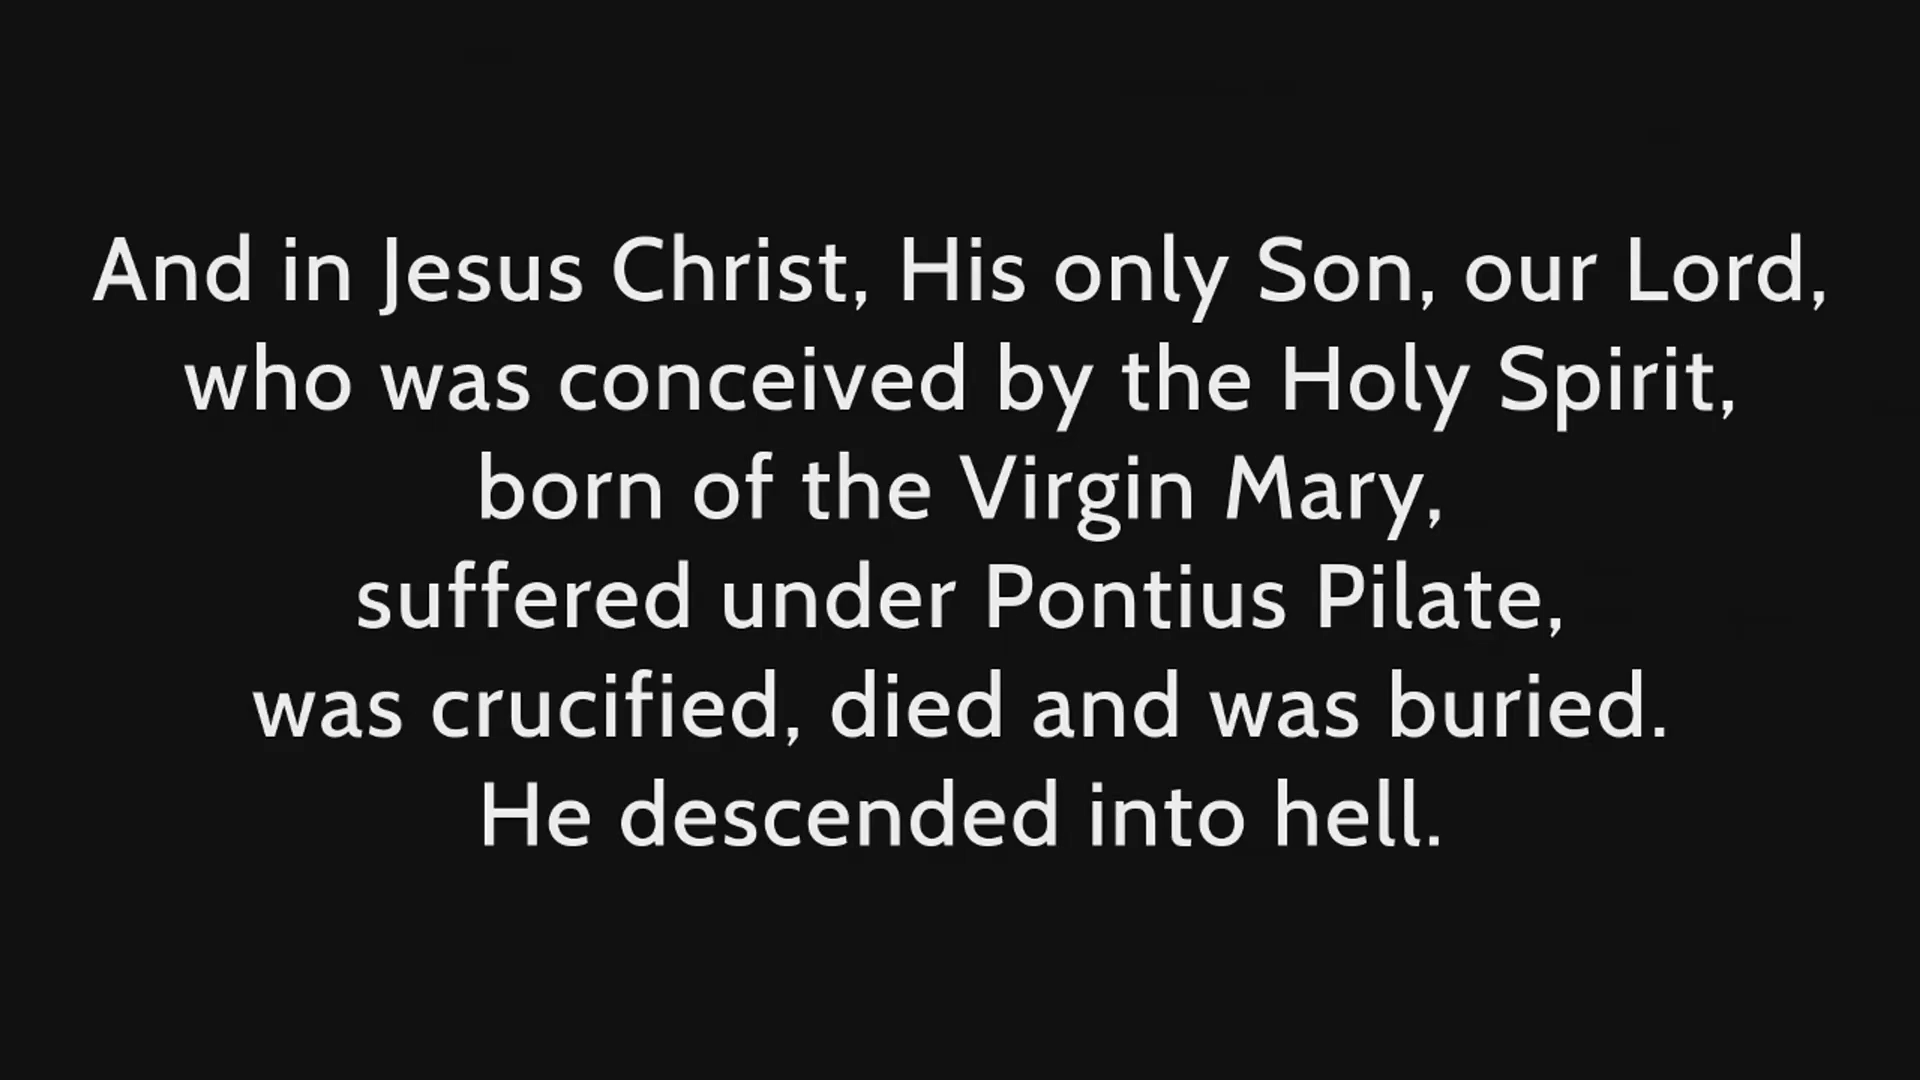 And in Jesus Christ, His only Son, our Lord,
who was conceived by the Holy Spirit,
born of the Virgin Mary,
suffered under Pontius Pilate,
was crucified, died and was buried.
He descended into hell.